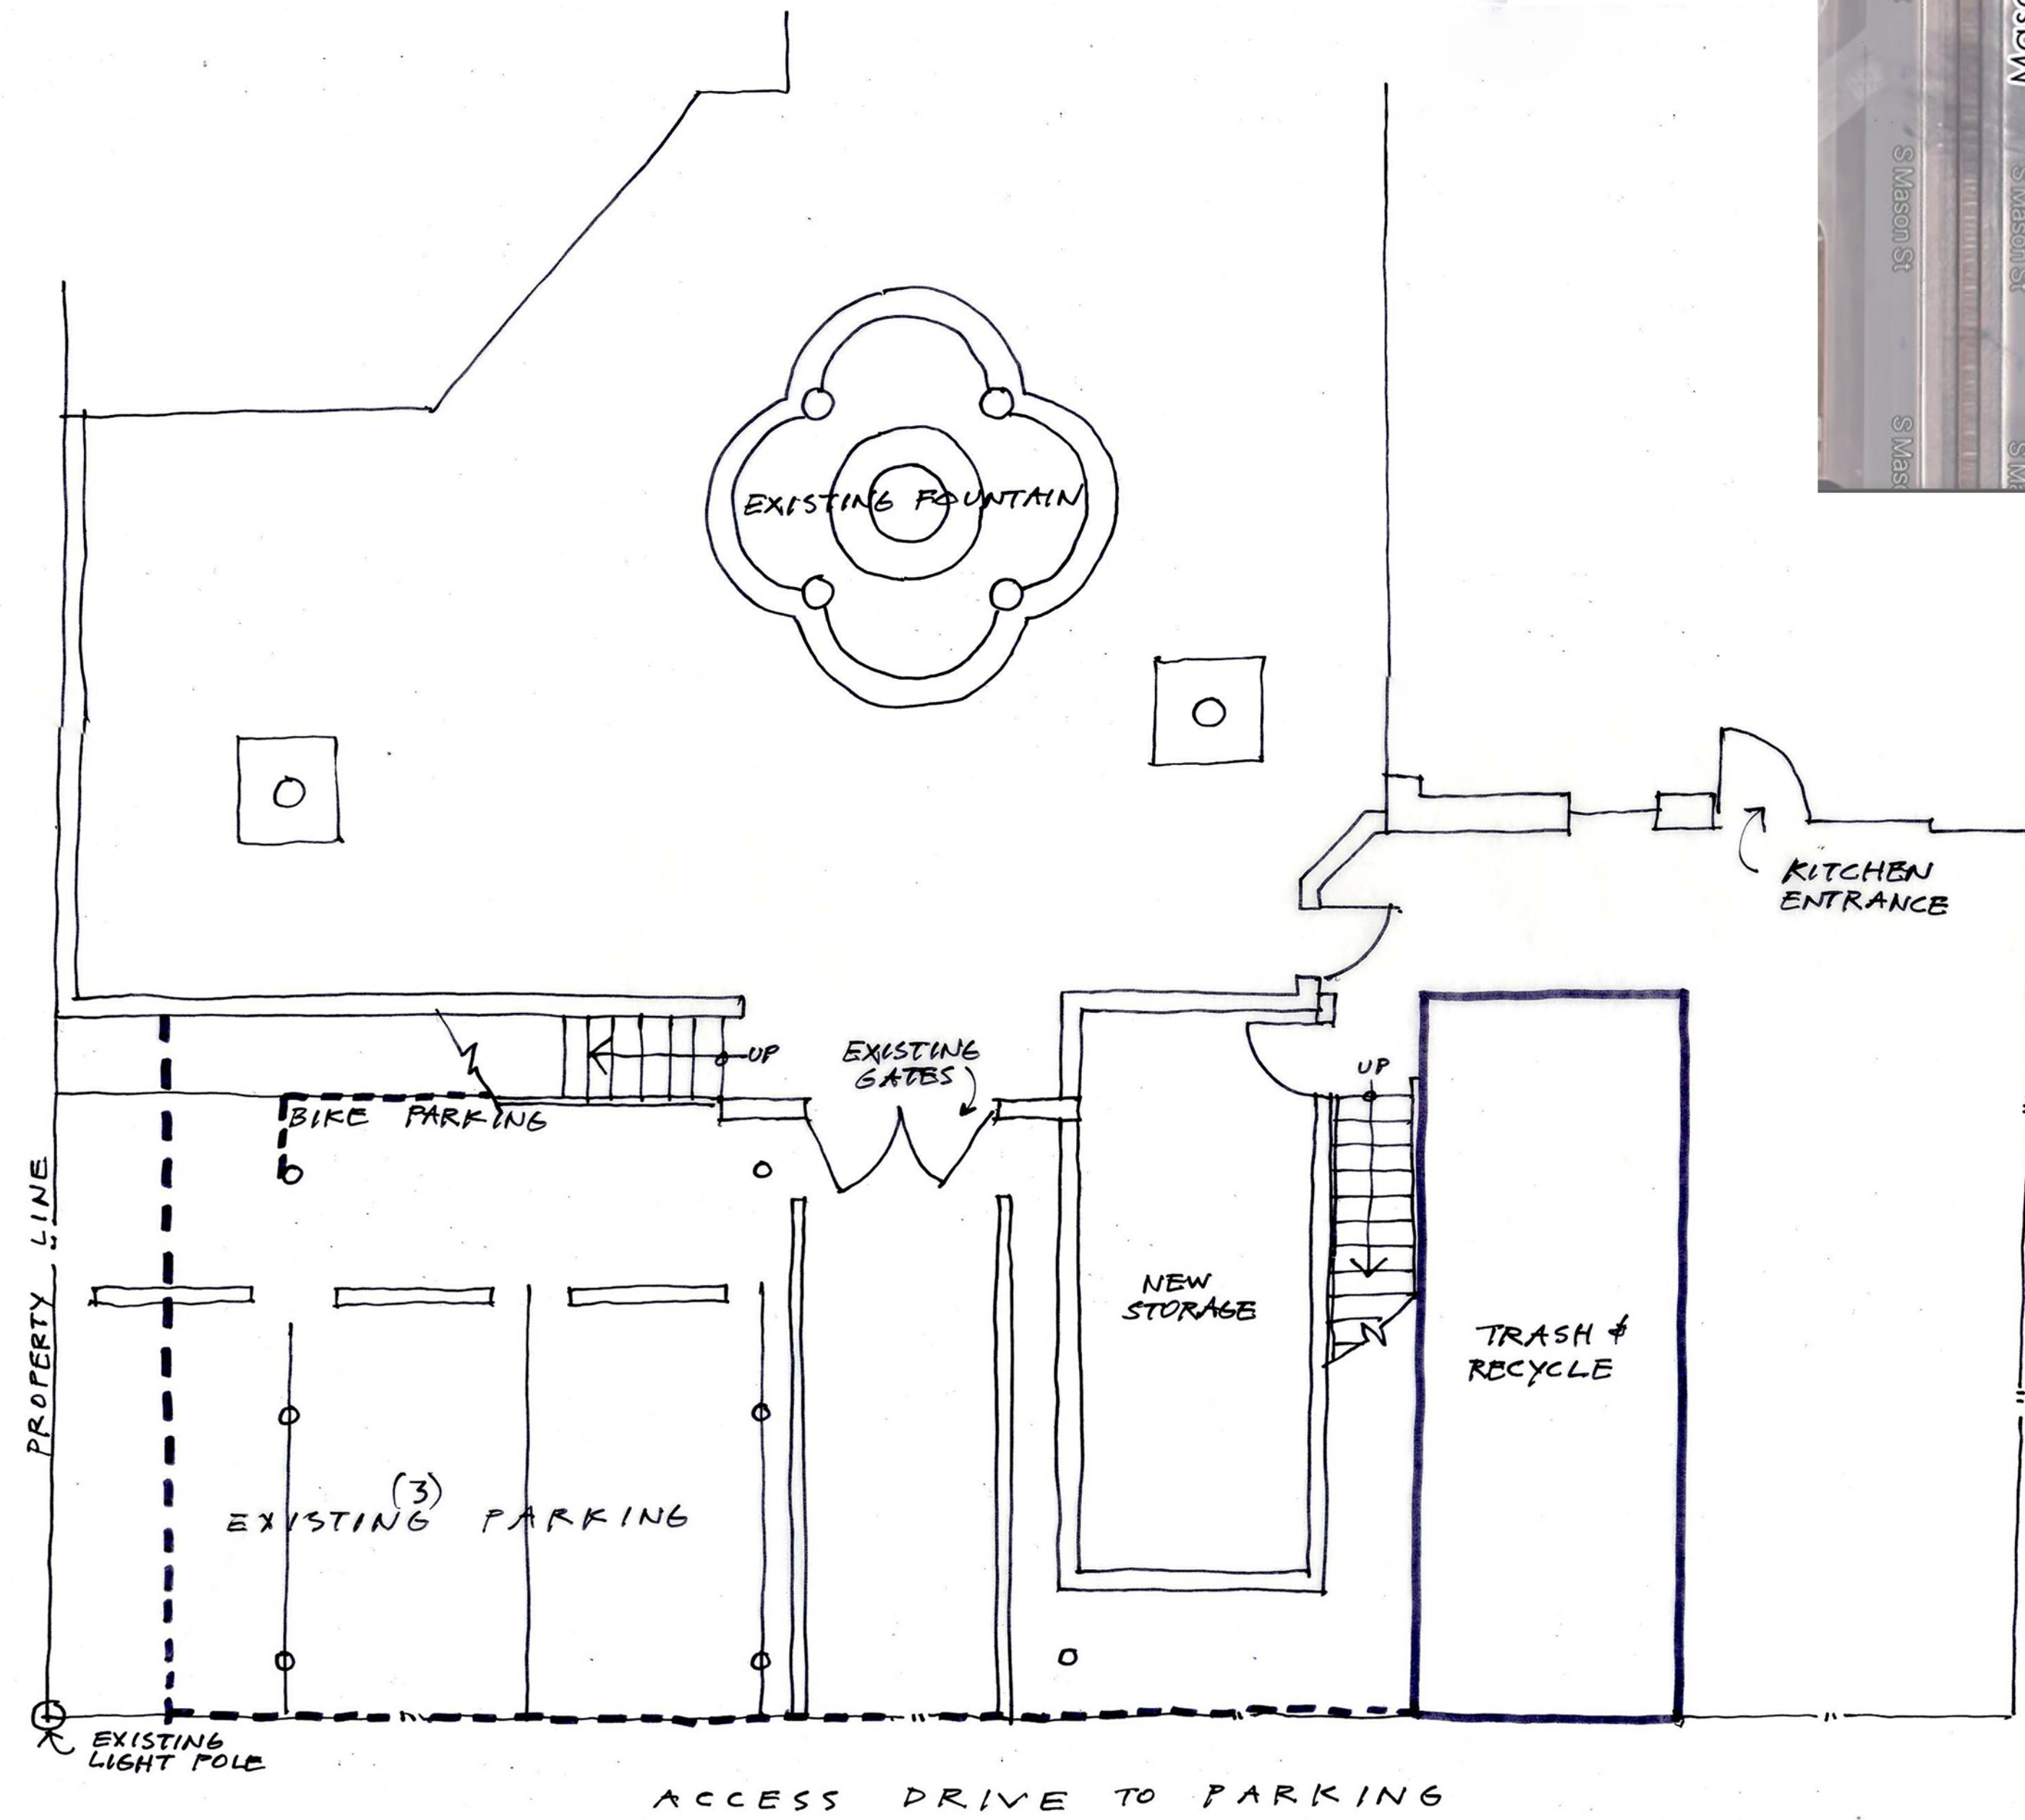 S Mason St
S Mason St
EXISTING FOUNTAIN
KITCHEN
ENTRANCE
UP
EXISTING
GATES
UP
BIKE PARKING
PROPERTY LINE
NEW
STORAGE
TRASH &
RECYCLE
(3)
EXISTING PARKING
EXISTING
LIGHT POLE
ACCESS DRIVE TO PARKING